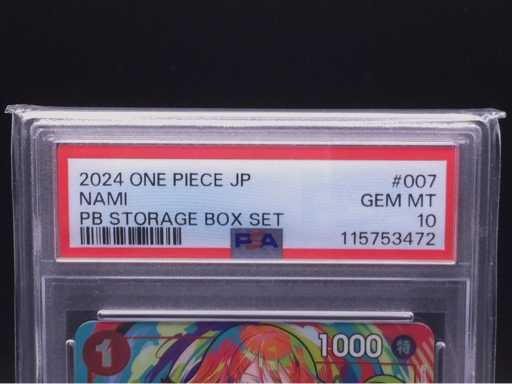 2024 ONE PIECE JP #007
NAMI GEM MT
PB STORAGE BOX SET 10
PSA 115753472
1 1000 特